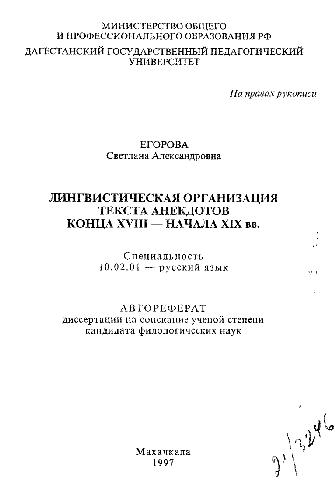 МИНИСТЕРСТВО ОБЩЕГО
И ПРОФЕССИОНАЛЬНОГО ОБРАЗОВАНИЯ РФ
ДАГЕСТАНСКИЙ ГОСУДАРСТВЕННЫЙ ПЕДАГОГИЧЕСКИЙ
УНИВЕРСИТЕТ
На правах рукописи
ЕГОРОВА
Светлана Александровна
ЛИНГВИСТИЧЕСКАЯ ОРГАНИЗАЦИЯ
ТЕКСТА АНЕКДОТОВ
КОНЦА XVIII — НАЧАЛА XIX вв.
Специальность
10.02.01 — русский язык
АВТОРЕФЕРАТ
диссертации на соискание ученой степени
кандидата филологических наук
Махачкала
1997